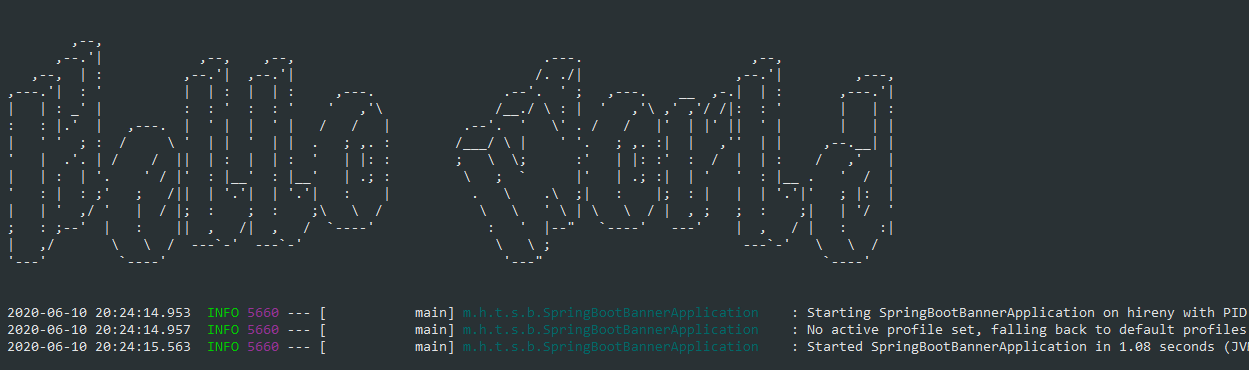 Hello World
2020-06-10 20:24:14.953 INFO 5660 --- [ main] m.h.t.s.b.SpringBootBannerApplication : Starting SpringBootBannerApplication on hireny with PID
2020-06-10 20:24:14.957 INFO 5660 --- [ main] m.h.t.s.b.SpringBootBannerApplication : No active profile set, falling back to default profiles
2020-06-10 20:24:15.563 INFO 5660 --- [ main] m.h.t.s.b.SpringBootBannerApplication : Started SpringBootBannerApplication in 1.08 seconds (JV